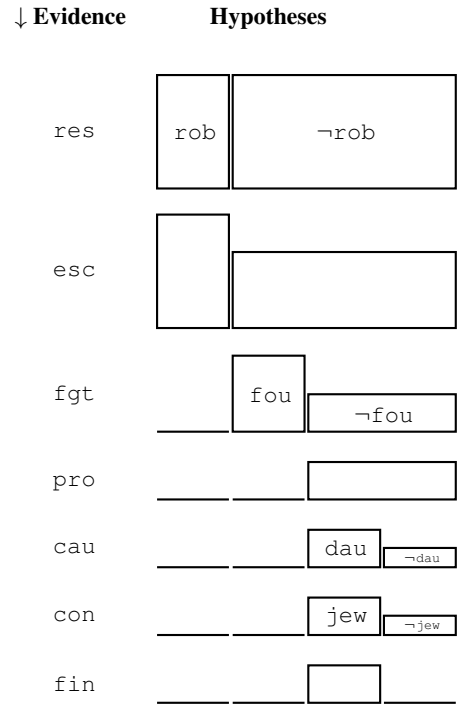 ↓ Evidence Hypotheses
res rob ¬rob
esc
fgt fou ¬fou
pro
cau dau ¬dau
con jew ¬jew
fin